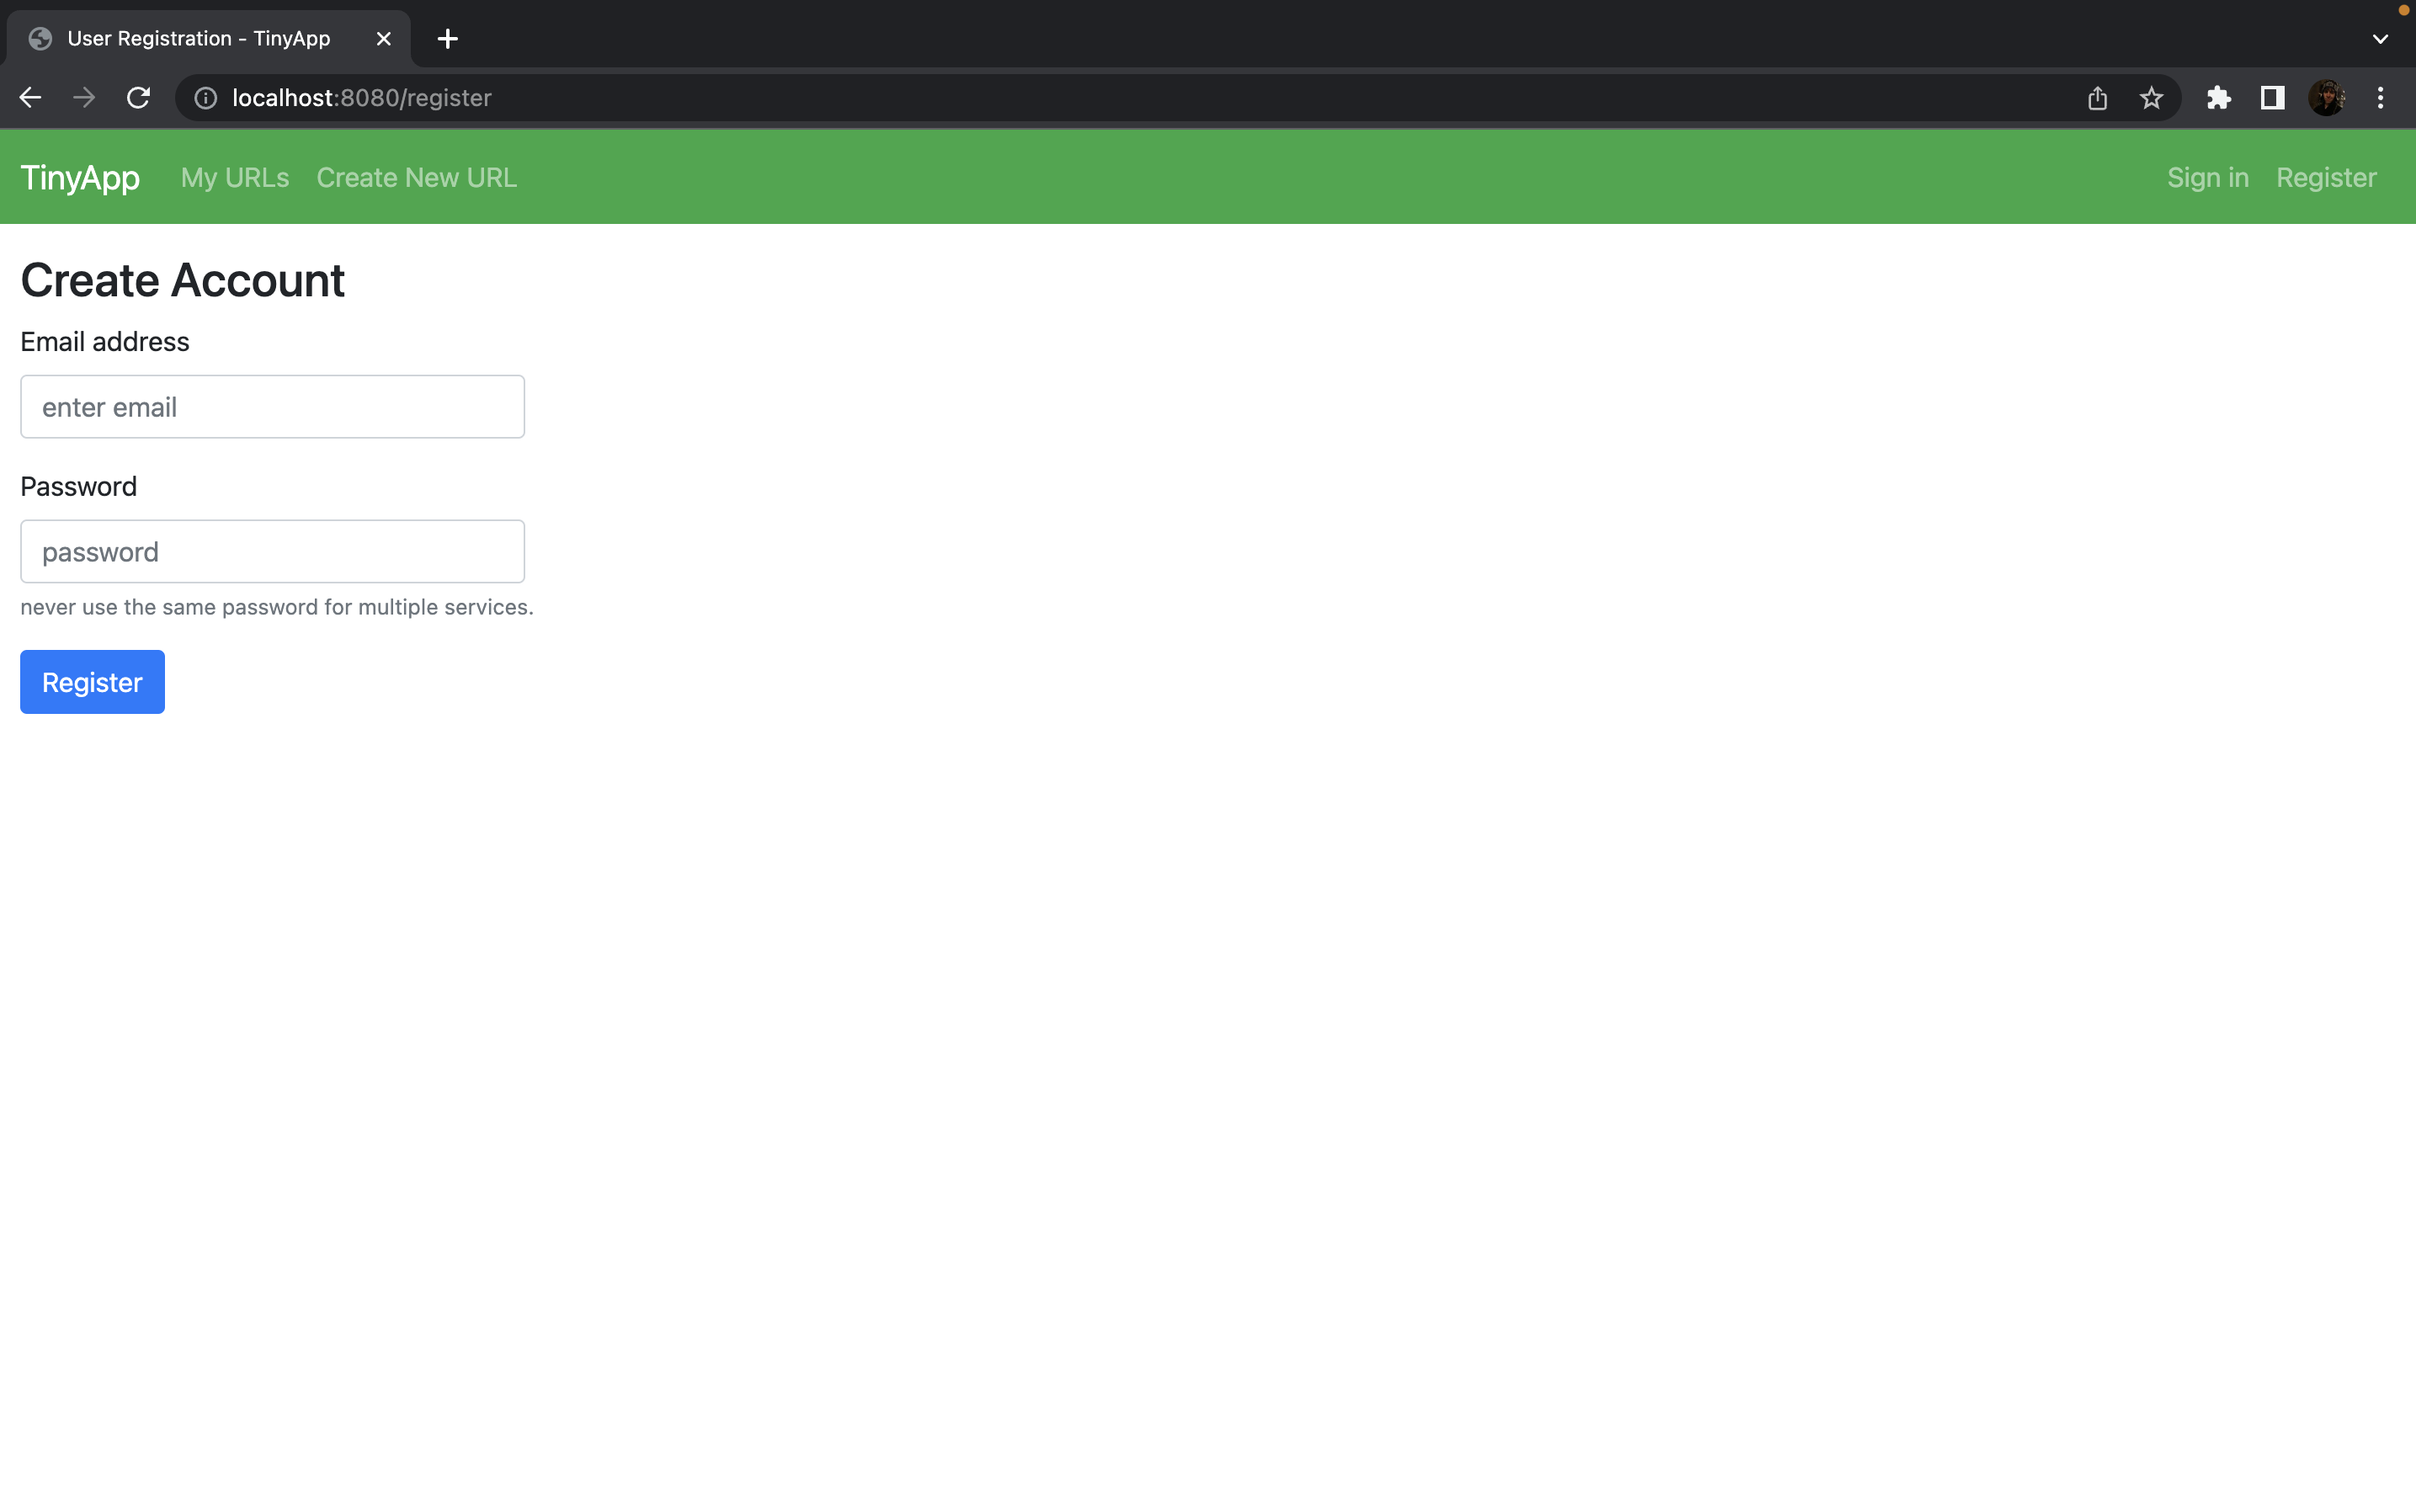 User Registration - TinyApp
localhost:8080/register
TinyApp My URLs Create New URL Sign in Register
Create Account
Email address
enter email
Password
password
never use the same password for multiple services.
Register